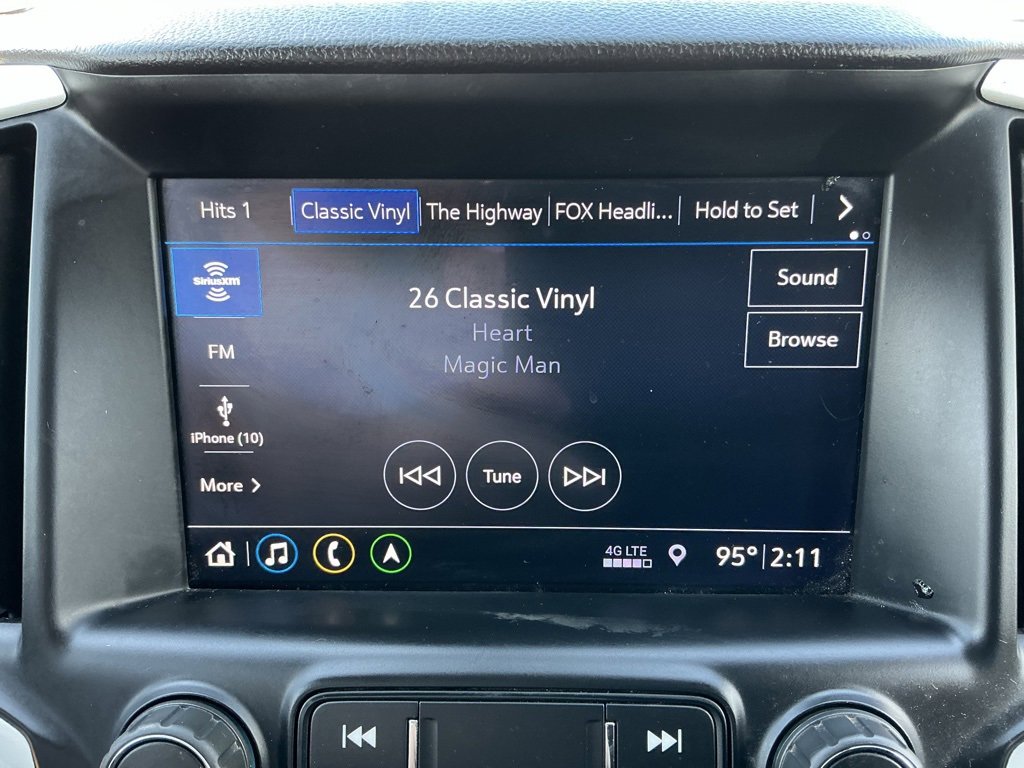 Hits 1
Classic Vinyl
The Highway
FOX Headli...
Hold to Set
SiriusXM
FM
iPhone (10)
More
26 Classic Vinyl
Heart
Magic Man
Sound
Browse
Tune
4G LTE
95° 2:11